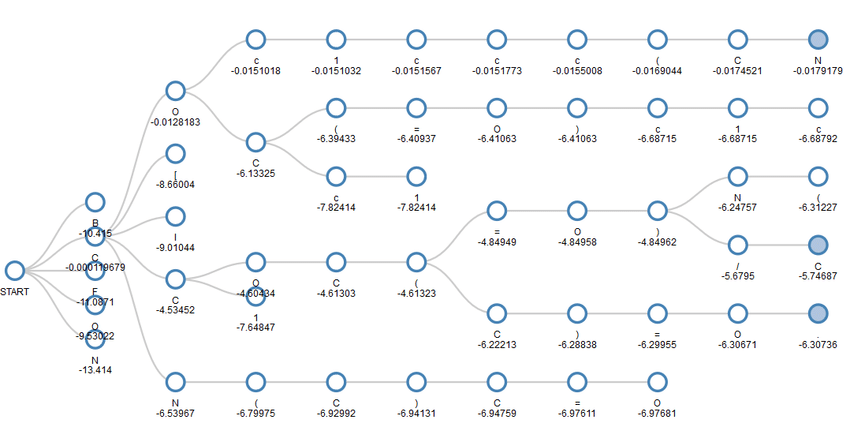 c 1 c c c ( C N
-0.0151018 -0.0151032 -0.0151567 -0.0151773 -0.0155008 -0.0169044 -0.0174521 -0.0179179
O
-0.0128183
( = O ) c 1 c
-6.39433 -6.40937 -6.41063 -6.41063 -6.68715 -6.68715 -6.68792
C
-6.13325
[
-8.66004
c 1
-7.82414 -7.82414
N (
-6.24757 -6.31227
B
-10.415
I
-9.01044
= O )
-4.84949 -4.84958 -4.84962
C
-0.000119679
/ C
-5.6795 -5.74687
START
F
-11.0871
C
-4.53452
O C (
-4.60434 -4.61303 -4.61323
1
-7.64847
O
-9.53022
C ) = O
-6.22213 -6.28838 -6.29955 -6.30671 -6.30736
N
-13.414
N ( C ) C = O
-6.53967 -6.79975 -6.92992 -6.94131 -6.94759 -6.97611 -6.97681